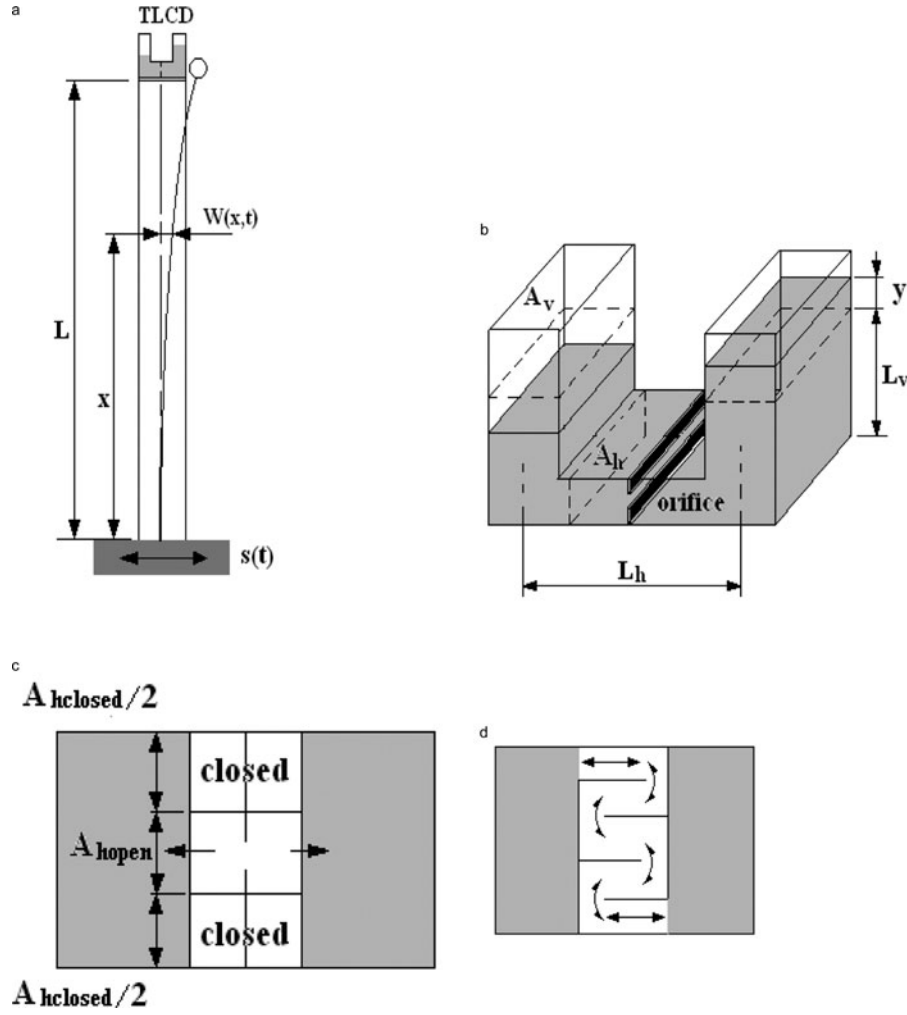 a
TLCD
W(x,t)
L
x
s(t)
b
A_v
y
L_v
A_h
orifice
L_h
c
A_hclosed/2
closed
A_hopen
closed
A_hclosed/2
d